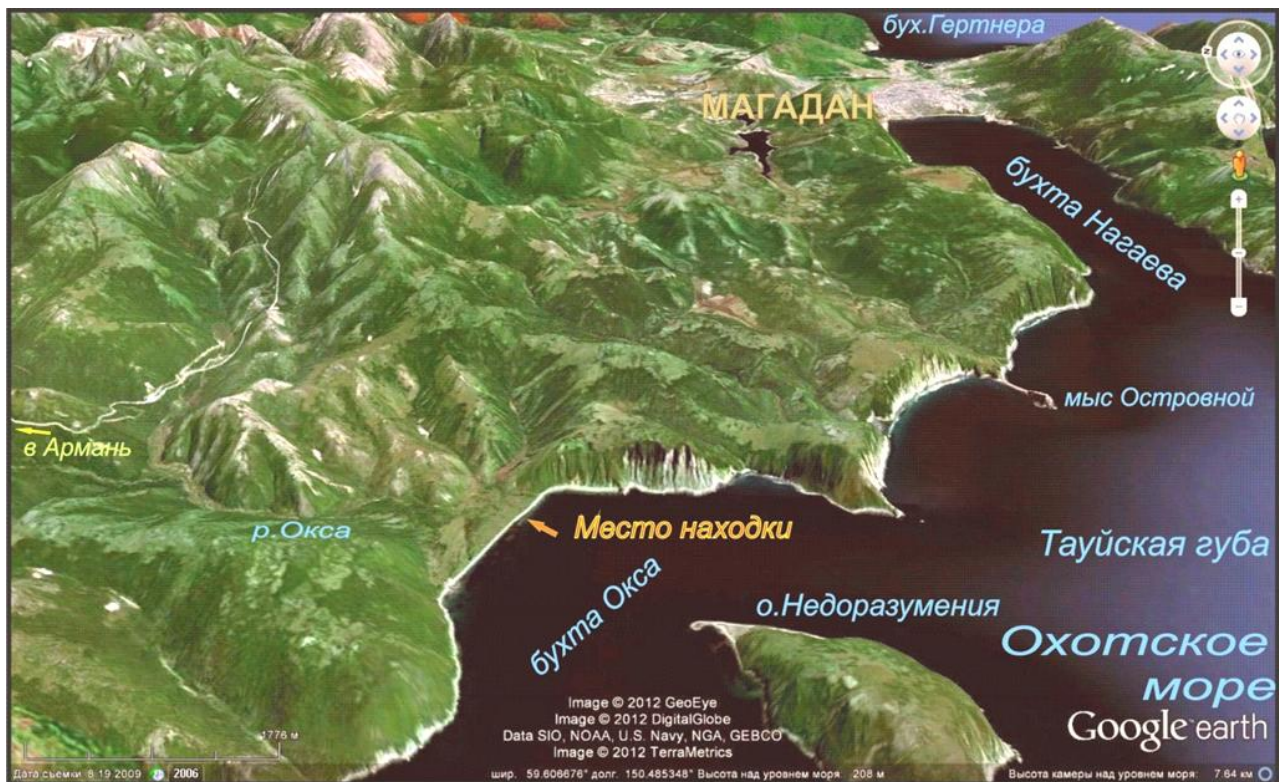 бух.Гертнера
МАГАДАН
бухта Нагаева
мыс Островной
в Армань
р.Окса
Место находки
Тауйская губа
бухта Окса
о.Недоразумения
Охотское
море
Image © 2012 GeoEye
Image © 2012 DigitalGlobe
Data SIO, NOAA, U.S. Navy, NGA, GEBCO
Image © 2012 TerraMetrics
Google earth
1776 м
Дата съемки 8 19 2009 2006
шир. 59.606676° долг. 150.485348° Высота над уровнем моря 208 м
Высота камеры над уровнем моря: 7.64 км